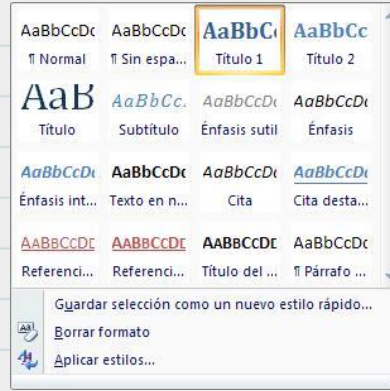 AaBbCcDc AaBbCcDc AaBbC AaBbCc
¶ Normal ¶ Sin espa... Título 1 Título 2
AaB AaBbCc. AaBbCcDc AaBbCcDc
Título Subtítulo Énfasis sutil Énfasis
AaBbCcDc AaBbCcDc AaBbCcDc AaBbCcDc
Énfasis int... Texto en n... Cita Cita desta...
AABBCCDE AABBCCDE AABBCCDE AaBbCcDc
Referenci... Referenci... Título del ... ¶ Párrafo ...
Guardar selección como un nuevo estilo rápido...
Borrar formato
Aplicar estilos...